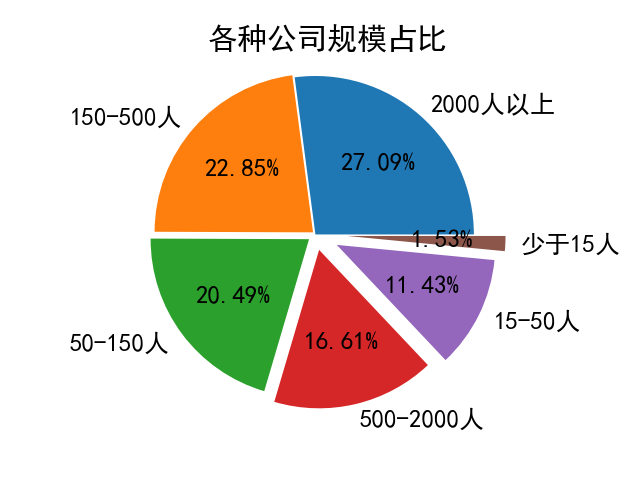 各种公司规模占比
2000人以上
27.09%
150-500人
22.85%
50-150人
20.49%
500-2000人
16.61%
15-50人
11.43%
少于15人
1.53%